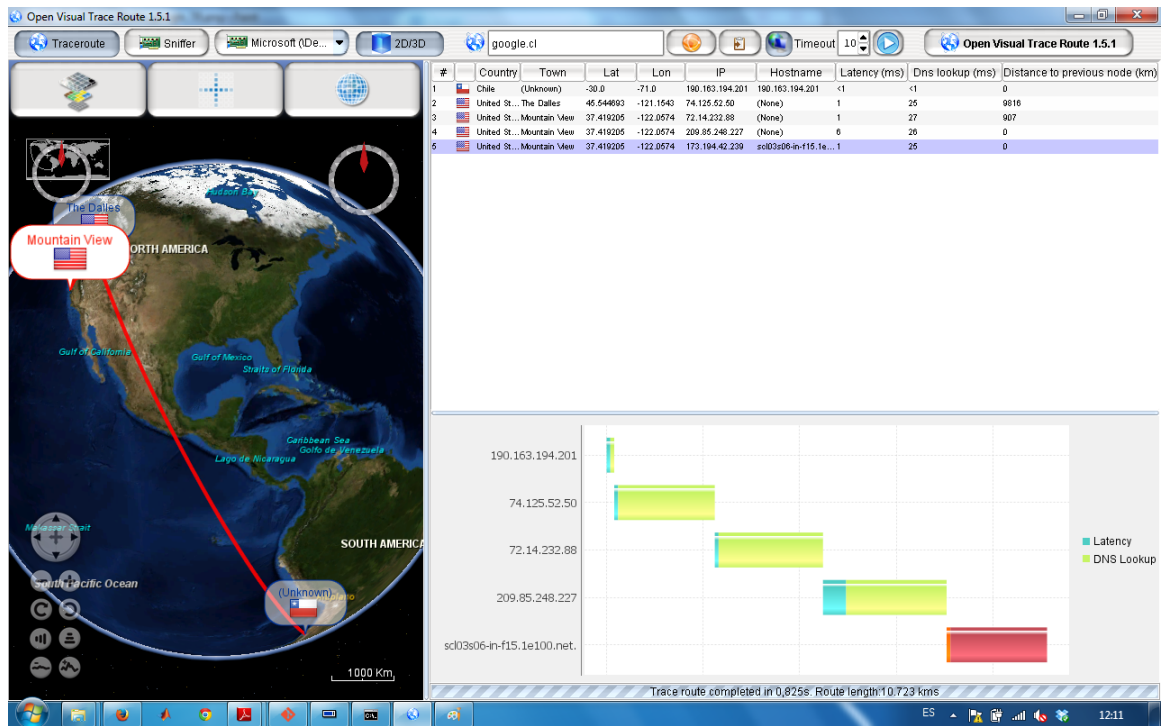 Open Visual Trace Route 1.5.1
Traceroute Sniffer Microsoft (\De... 2D/3D google.cl Timeout 10 Open Visual Trace Route 1.5.1
# Country Town Lat Lon IP Hostname Latency (ms) Dns lookup (ms) Distance to previous node (km)
1 Chile (Unknown) -30.0 -71.0 190.163.194.201 190.163.194.201 <1 <1 0
2 United St... The Dalles 45.544693 -121.1543 74.125.52.50 (None) 1 25 9816
3 United St... Mountain View 37.419205 -122.0574 72.14.232.88 (None) 1 27 907
4 United St... Mountain View 37.419205 -122.0574 209.85.248.227 (None) 6 26 0
5 United St... Mountain View 37.419205 -122.0574 173.194.42.239 scl03s06-in-f15.1e... 1 25 0
Hudson Bay
The Dalles
Mountain View
ORTH AMERICA
Gulf of California
Gulf of Mexico
Straits of Florida
Caribbean Sea
Golfo de Venezuela
Lago de Nicaragua
Makassar Strait
SOUTH AMERICA
South Pacific Ocean
(Unknown)
1000 Km
190.163.194.201
74.125.52.50
72.14.232.88
209.85.248.227
scl03s06-in-f15.1e100.net.
Latency
DNS Lookup
Trace route completed in 0,825s. Route length:10.723 kms
ES 12:11